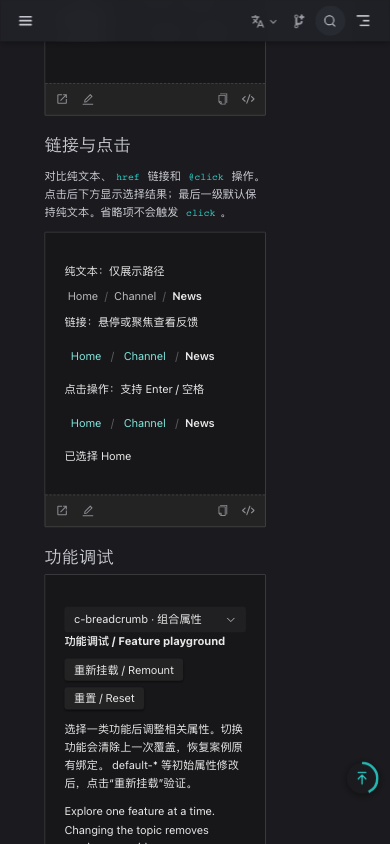 链接与点击
对比纯文本、 href 链接和 @click 操作。
点击后下方显示选择结果；最后一级默认保
持纯文本。省略项不会触发 click 。
纯文本：仅展示路径
Home / Channel / News
链接：悬停或聚焦查看反馈
Home / Channel / News
点击操作：支持 Enter / 空格
Home / Channel / News
已选择 Home
功能调试
c-breadcrumb · 组合属性
功能调试 / Feature playground
重新挂载 / Remount
重置 / Reset
选择一类功能后调整相关属性。切换
功能会清除上一次覆盖，恢复案例原
有绑定。 default-* 等初始属性修改
后，点击“重新挂载”验证。
Explore one feature at a time.
Changing the topic removes